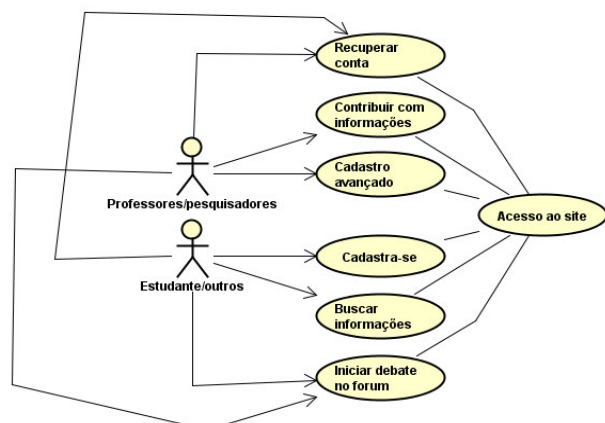 Recuperar
conta
Contribuir com
informações
Cadastro
avançado
Professores/pesquisadores
Acesso ao site
Cadastra-se
Estudante/outros
Buscar
informações
Iniciar debate
no forum